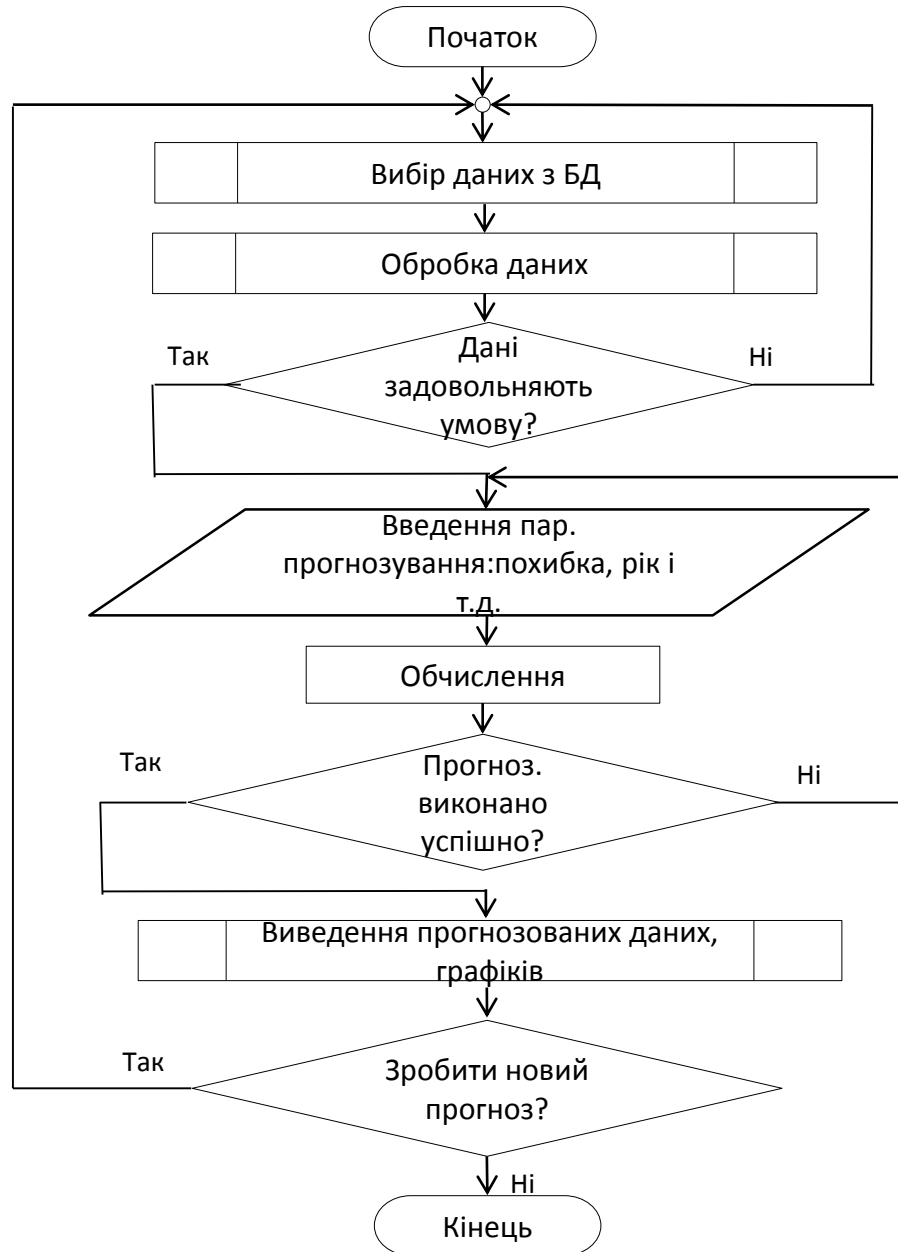 Початок
Вибір даних з БД
Обробка даних
Так
Дані
Ні
задовольняють
умову?
Введення пар.
прогнозування:похибка, рік і
т.д.
Обчислення
Так
Прогноз.
Ні
виконано
успішно?
Виведення прогнозованих даних,
графіків
Так
Зробити новий
прогноз?
Ні
Кінець